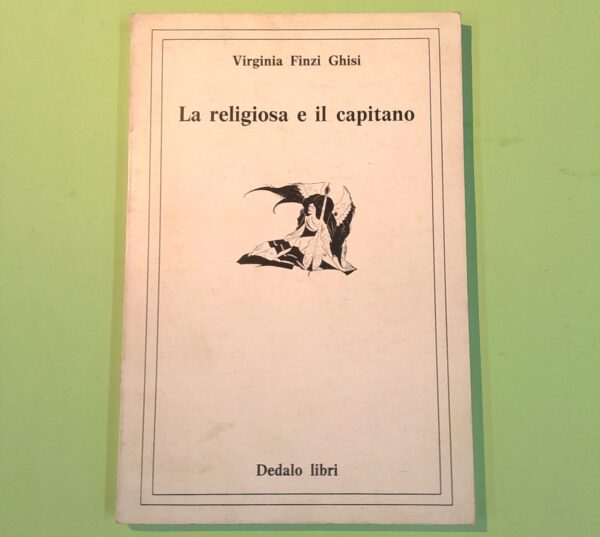 Virginia Finzi Ghisi
La religiosa e il capitano
Dedalo libri